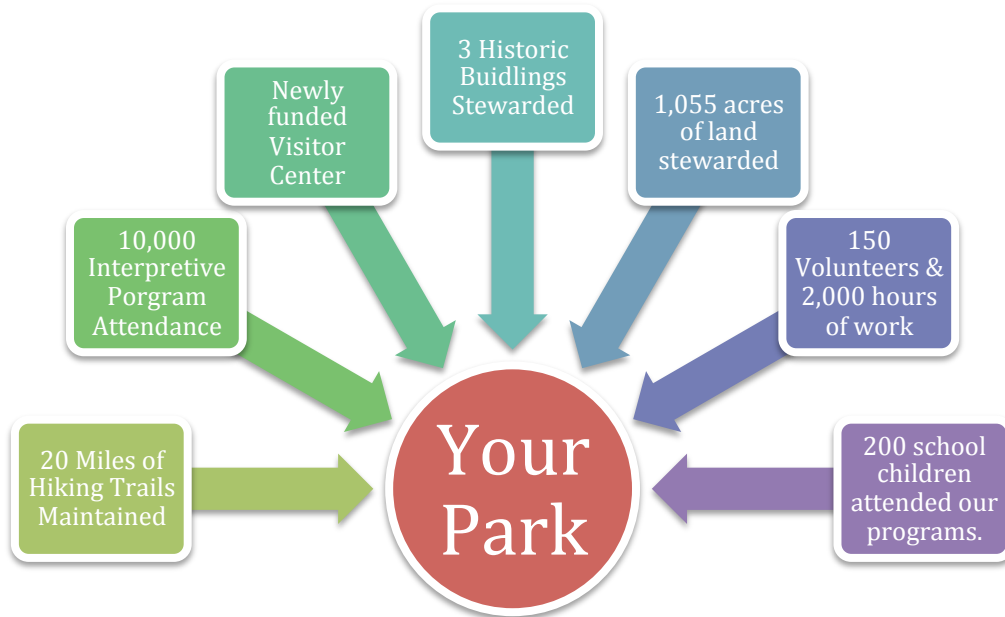 3 Historic
Buidlings
Stewarded
Newly
funded
Visitor
Center
1,055 acres
of land
stewarded
10,000
Interpretive
Porgram
Attendance
150
Volunteers &
2,000 hours
of work
20 Miles of
Hiking Trails
Maintained
Your
Park
200 school
children
attended our
programs.